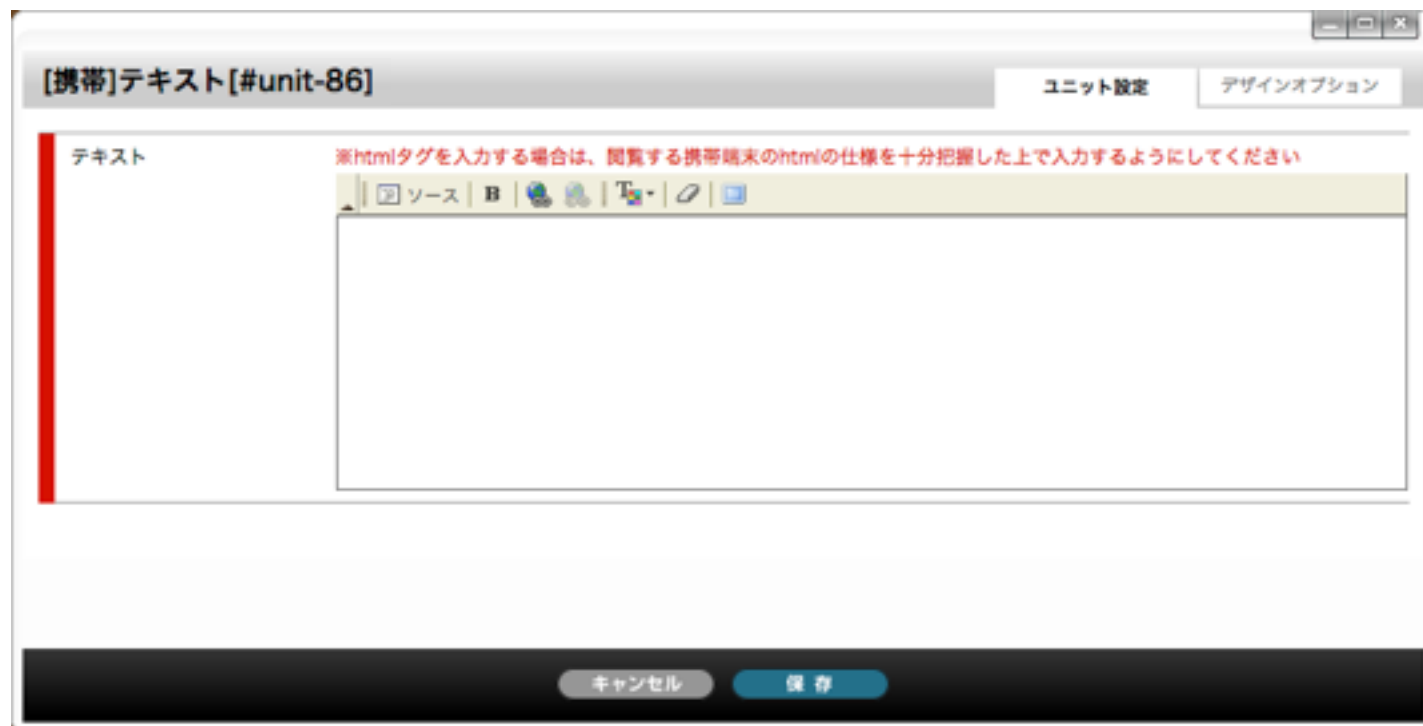 [携帯]テキスト[#unit-86]
ユニット設定
デザインオプション
テキスト
※htmlタグを入力する場合は、閲覧する携帯端末のhtmlの仕様を十分把握した上で入力するようにしてください
ソース B
キャンセル
保存